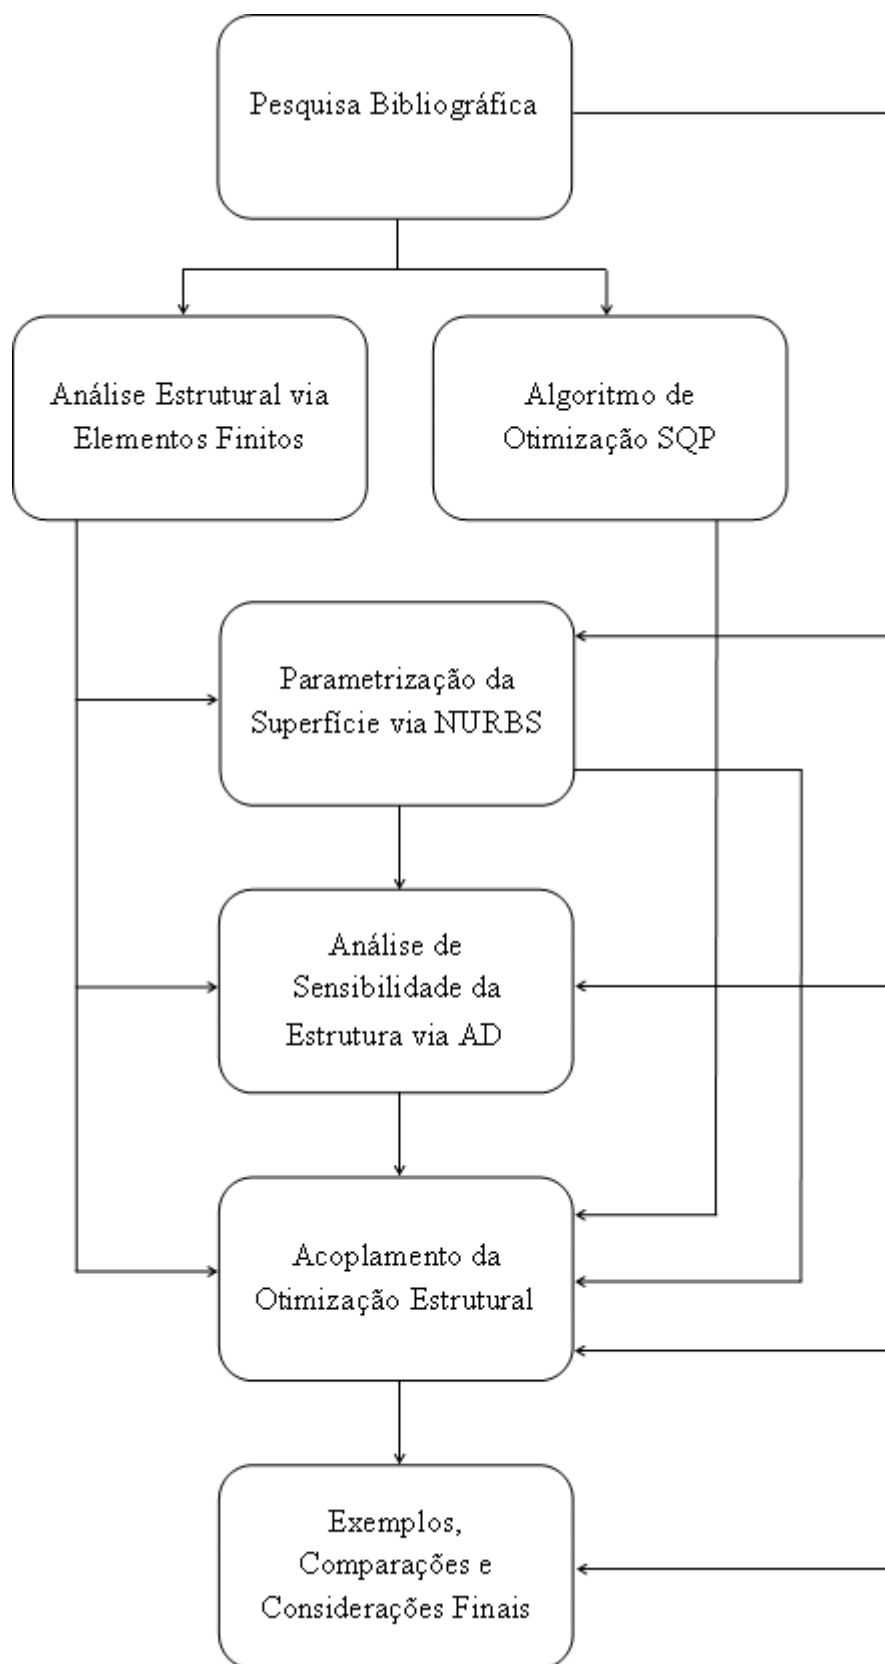 Pesquisa Bibliográfica
Análise Estrutural via
Elementos Finitos
Algoritmo de
Otimização SQP
Parametrização da
Superfície via NURBS
Análise de
Sensibilidade da
Estrutura via AD
Acoplamento da
Otimização Estrutural
Exemplos,
Comparações e
Considerações Finais